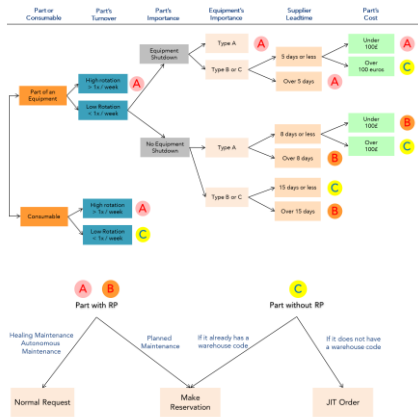 Part or
Consumable
Part's
Turnover
Part's
Importance
Equipment's
Importance
Supplier
Leadtime
Part's
Cost
Part of an
Equipment
High rotation
> 1x / week
A
Low-Rotation
< 1x / week
Equipment
Shutdown
Type A
A
Type B or C
5 days or less
Under
100£
A
Over
100 euros
C
Over 5 days
A
No Equipment
Shutdown
Type A
8 days or less
Under
100£
B
Over
100£
C
Over 8 days
B
Type B or C
15 days or less
C
Over 15 days
B
Consumable
High rotation
> 1x / week
A
Low-Rotation
< 1x / week
C
A B
Part with RP
C
Part without RP
Healing Maintenance
Autonomous
Maintenance
Planned
Maintenance
If it already has a
warehouse code
If it does not have
a warehouse code
Normal Request
Make
Reservation
JIT Order